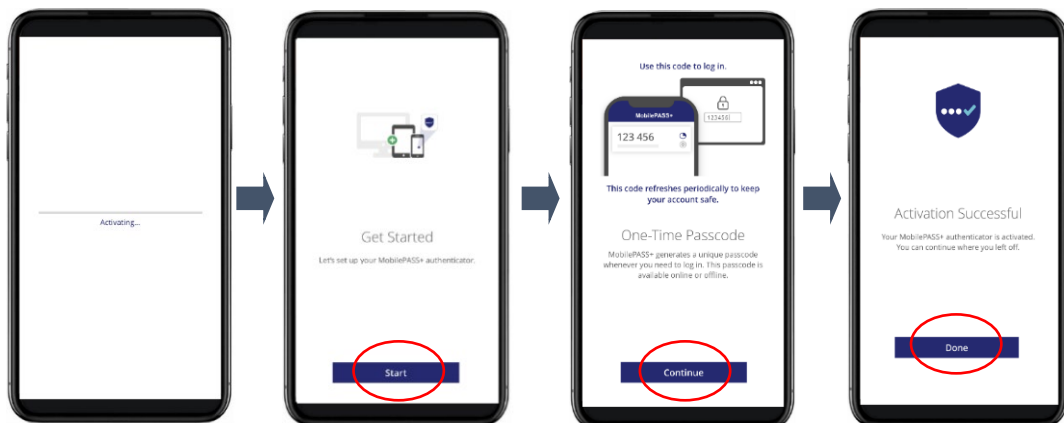 Activating...
Get Started
Let's set up your MobilePASS+ authenticator.
Start
Use this code to log in.
MobilePASS+
123 456
123456|
This code refreshes periodically to keep
your account safe.
One-Time Passcode
MobilePASS+ generates a unique passcode
whenever you need to log in. This passcode is
available online or offline.
Continue
Activation Successful
Your MobilePASS+ authenticator is activated.
You can continue where you left off.
Done